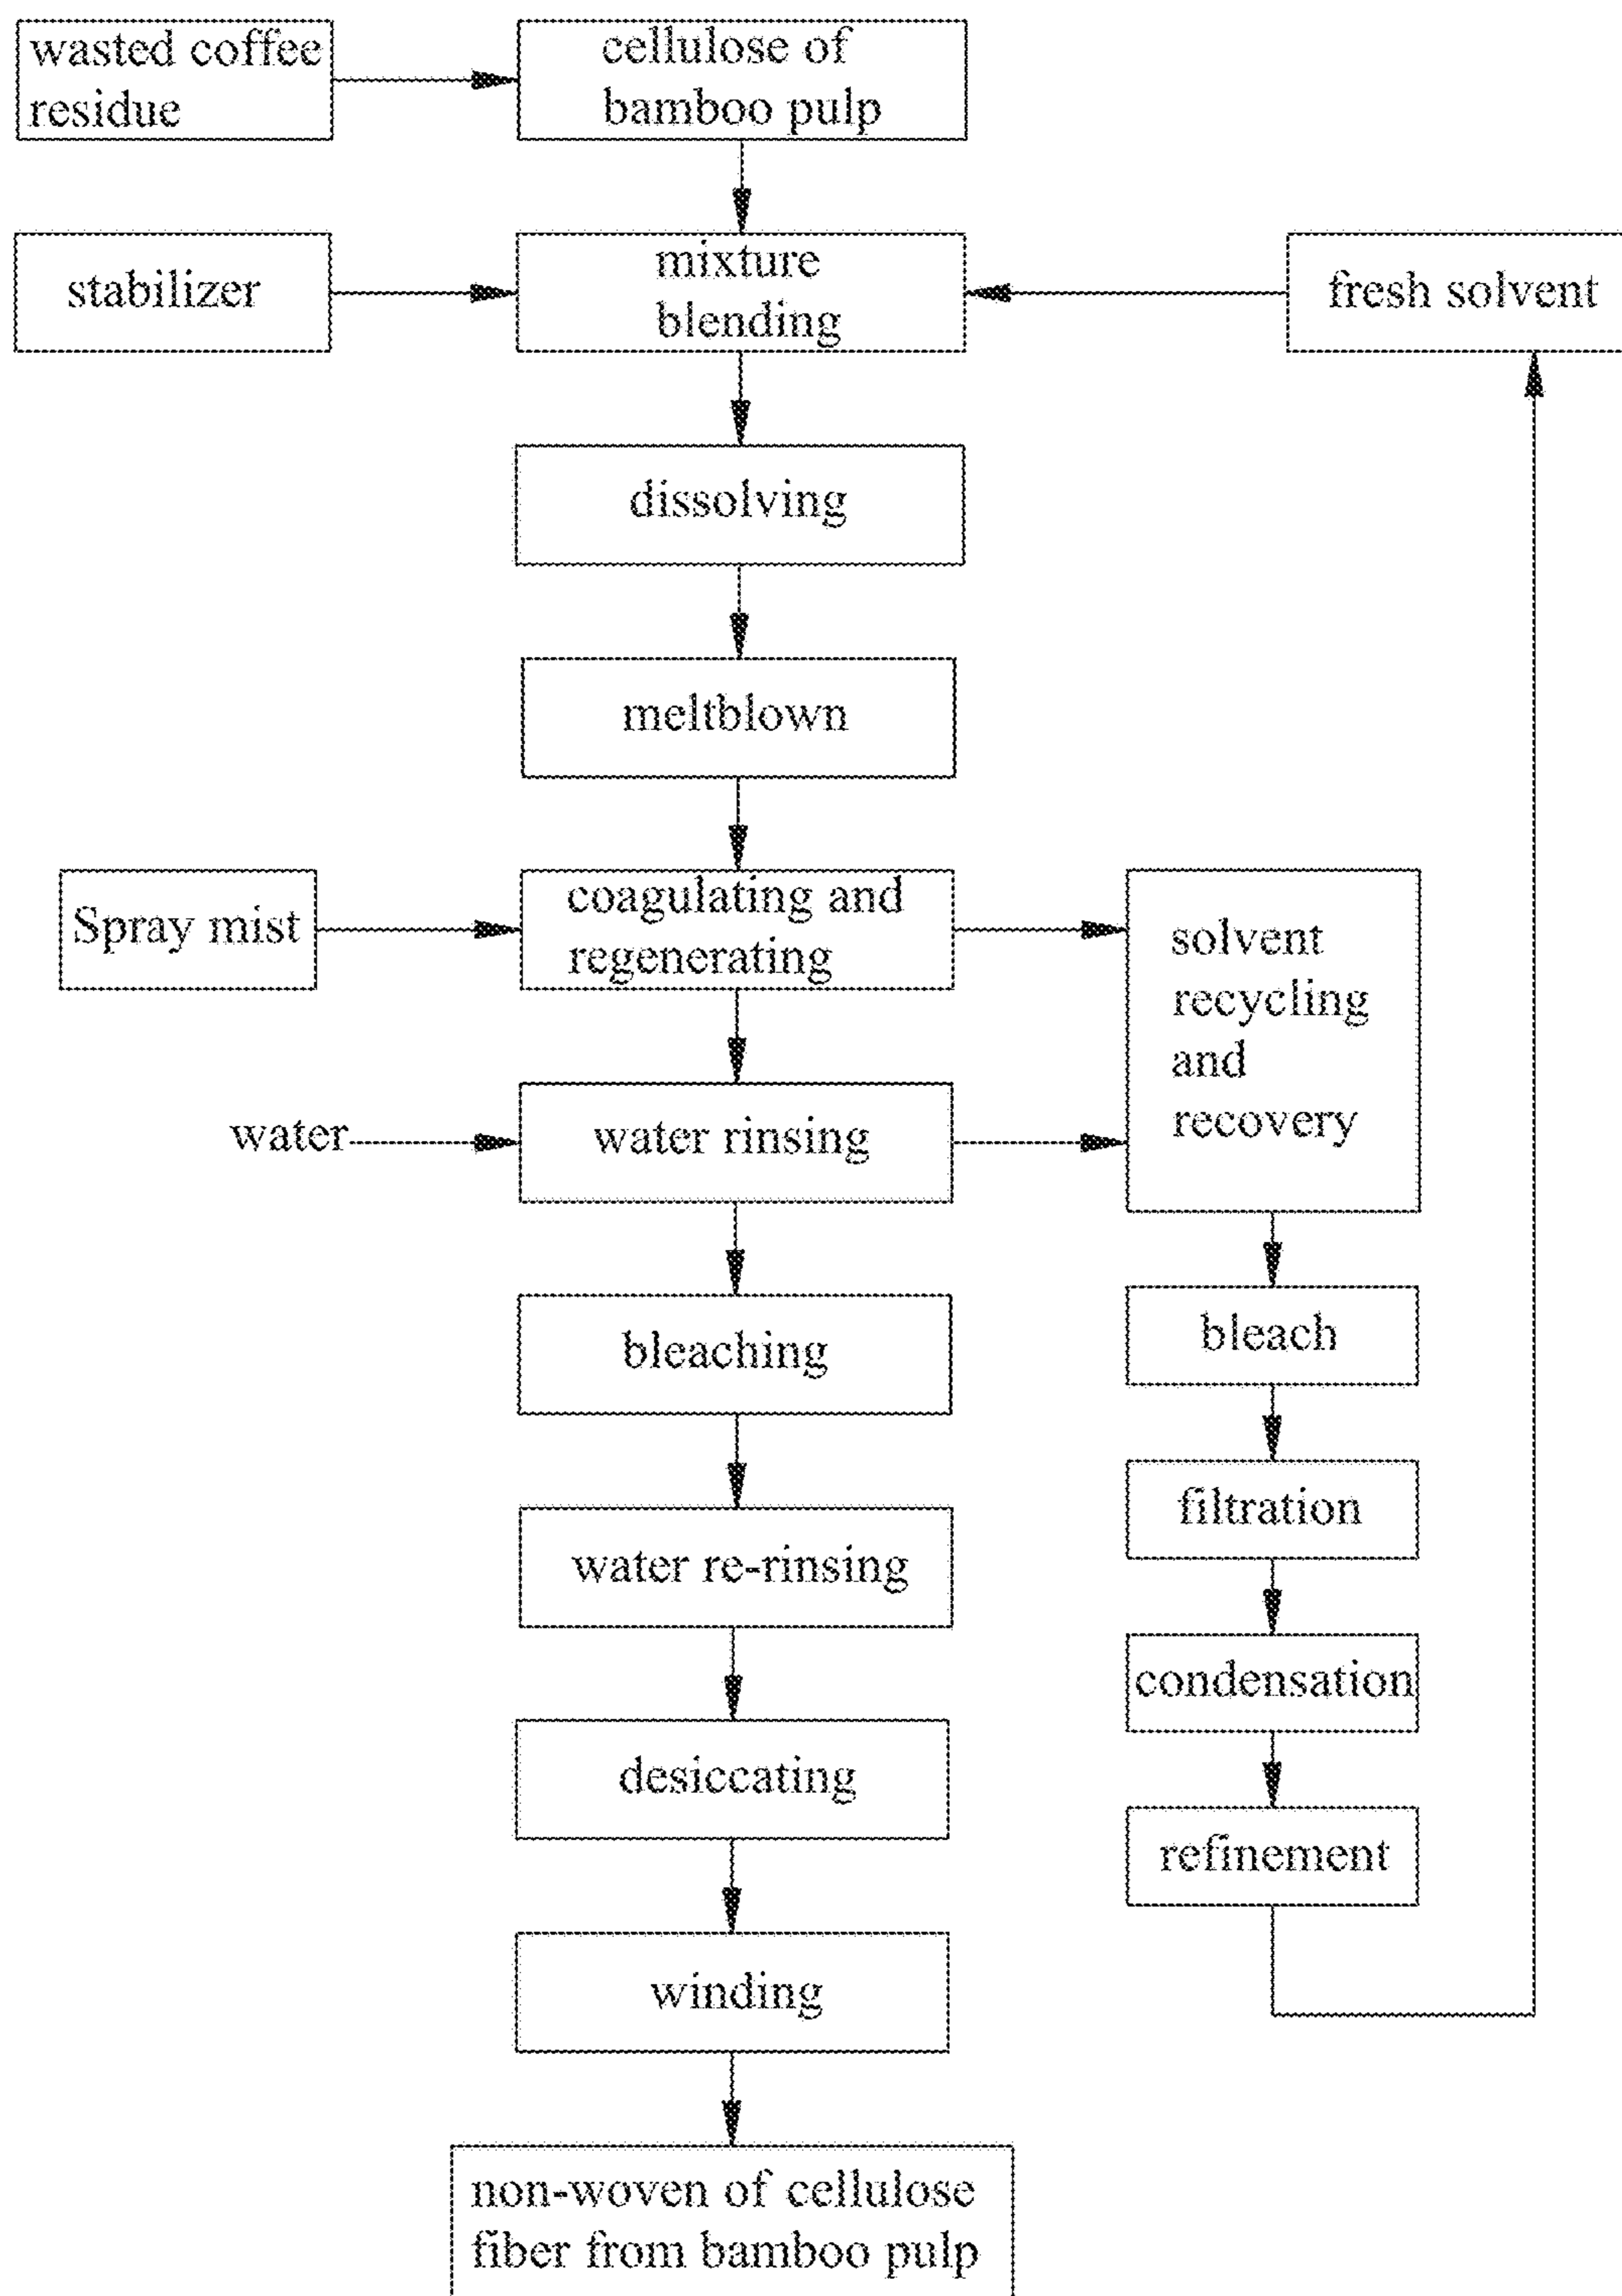 wasted coffee
residue
cellulose of
bamboo pulp
stabilizer
mixture
blending
fresh solvent
dissolving
meltblown
Spray mist
coagulating and
regenerating
solvent
recycling
and
recovery
water
water rinsing
bleaching
bleach
water re-rinsing
filtration
condensation
desiccating
refinement
winding
non-woven of cellulose
fiber from bamboo pulp